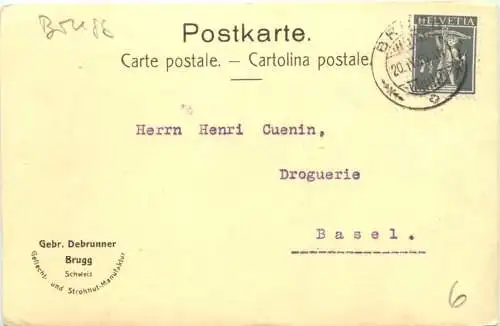 Brugg
Postkarte.
Carte postale. — Cartolina postale.
HELVETIA
Herrn Henri Cuenin,
Droguerie
Basel.
Gebr. Debrunner
Brugg
Schweiz
Geflecht- und Strohhut-Manufaktur
6